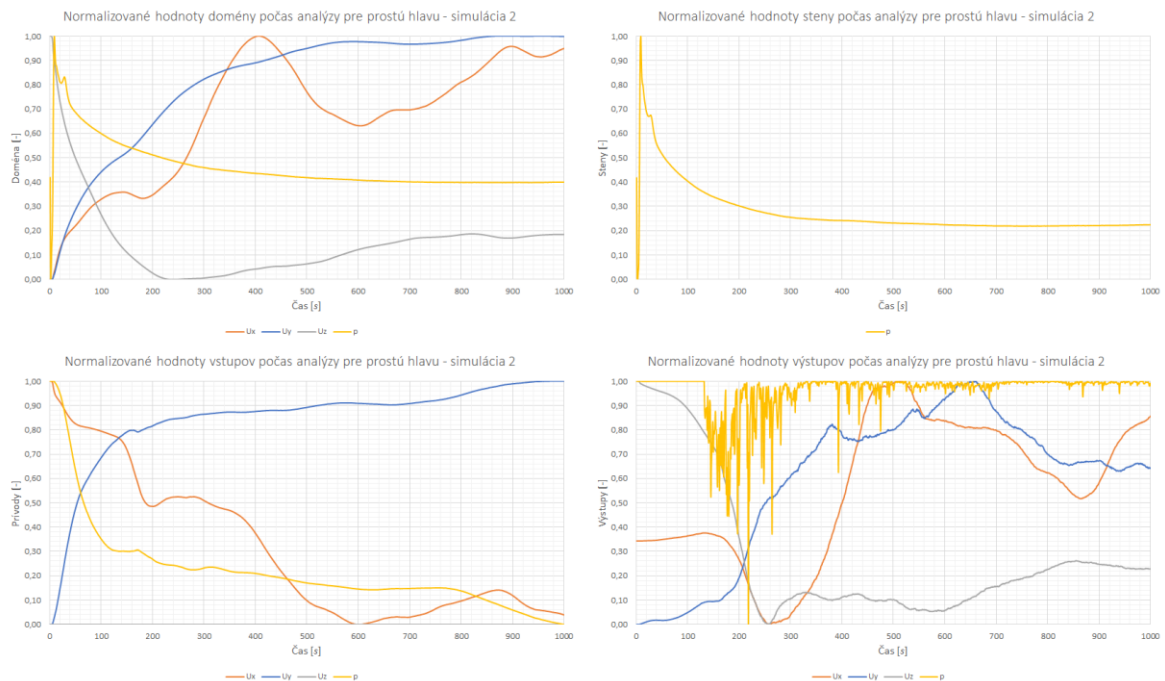 Normalizované hodnoty domény počas analýzy pre prostú hlavu - simulácia 2
1,00
0,90
0,80
0,70
0,60
0,50
0,40
0,30
0,20
0,10
0,00
Doména [-]
0 100 200 300 400 500 600 700 800 900 1000
Čas [s]
Ux Uy Uz p
Normalizované hodnoty steny počas analýzy pre prostú hlavu - simulácia 2
1,00
0,90
0,80
0,70
0,60
0,50
0,40
0,30
0,20
0,10
0,00
Steny [-]
0 100 200 300 400 500 600 700 800 900 1000
Čas [s]
p
Normalizované hodnoty vstupov počas analýzy pre prostú hlavu - simulácia 2
1,00
0,90
0,80
0,70
0,60
0,50
0,40
0,30
0,20
0,10
0,00
Prívody [-]
0 100 200 300 400 500 600 700 800 900 1000
Čas [s]
Ux Uy Uz p
Normalizované hodnoty výstupov počas analýzy pre prostú hlavu - simulácia 2
1,00
0,90
0,80
0,70
0,60
0,50
0,40
0,30
0,20
0,10
0,00
Výstupy [-]
0 100 200 300 400 500 600 700 800 900 1000
Čas [s]
Ux Uy Uz p